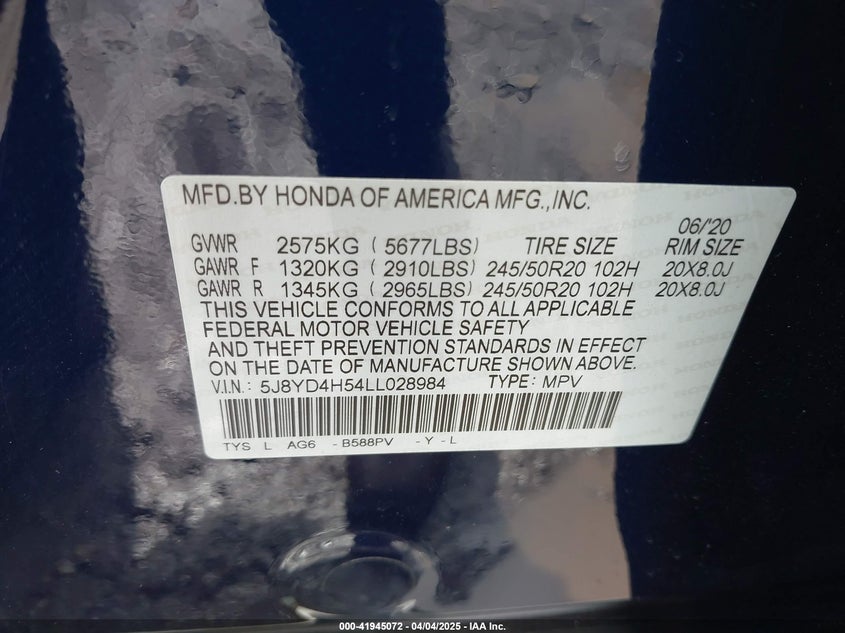 MFD.BY HONDA OF AMERICA MFG.,INC.
06/'20
GVWR 2575KG ( 5677LBS) TIRE SIZE RIM SIZE
GAWR F 1320KG ( 2910LBS) 245/50R20 102H 20X8.0J
GAWR R 1345KG ( 2965LBS) 245/50R20 102H 20X8.0J
THIS VEHICLE CONFORMS TO ALL APPLICABLE
FEDERAL MOTOR VEHICLE SAFETY
AND THEFT PREVENTION STANDARDS IN EFFECT
ON THE DATE OF MANUFACTURE SHOWN ABOVE.
V.I.N.: 5J8YD4H54LL028984 TYPE: MPV
TYS L AG6 -B588PV -Y-L
000-41945072 - 04/04/2025 - IAA Inc.